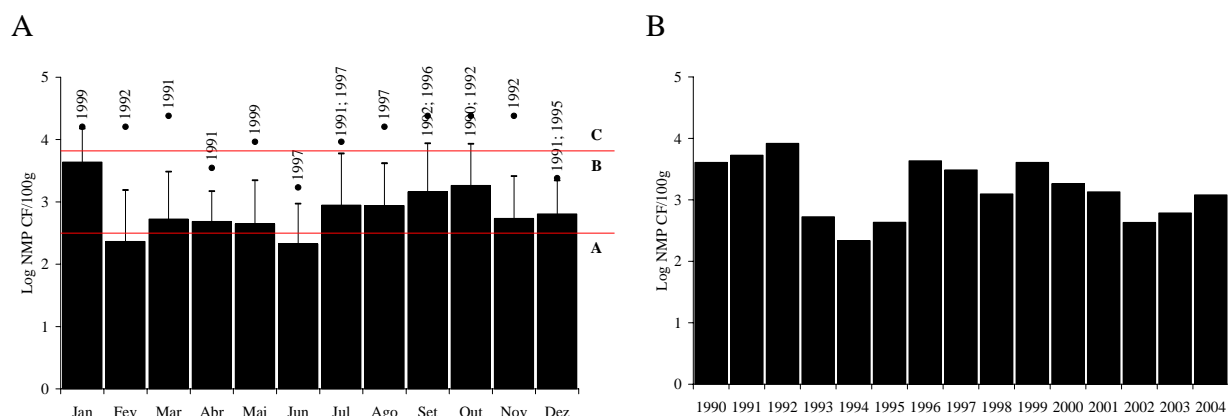 A
B
5
4
3
2
1
0
Log NMP CF/100g
1999
1992
1991
1991
1999
1997
1991; 1997
1997
1992; 1996
1990; 1992
1992
1991; 1995
C
B
A
Jan Fev Mar Abr Mai Jun Jul Ago Set Out Nov Dez
5
4
3
2
1
0
Log NMP CF/100g
1990 1991 1992 1993 1994 1995 1996 1997 1998 1999 2000 2001 2002 2003 2004